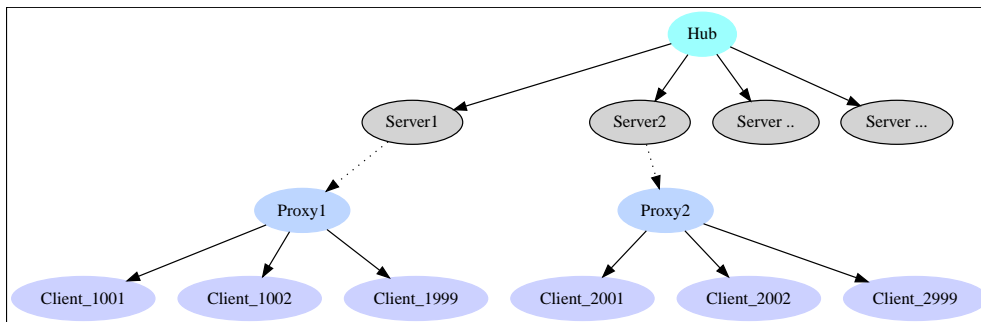 Hub
Server1
Server2
Server ..
Server ...
Proxy1
Proxy2
Client_1001
Client_1002
Client_1999
Client_2001
Client_2002
Client_2999